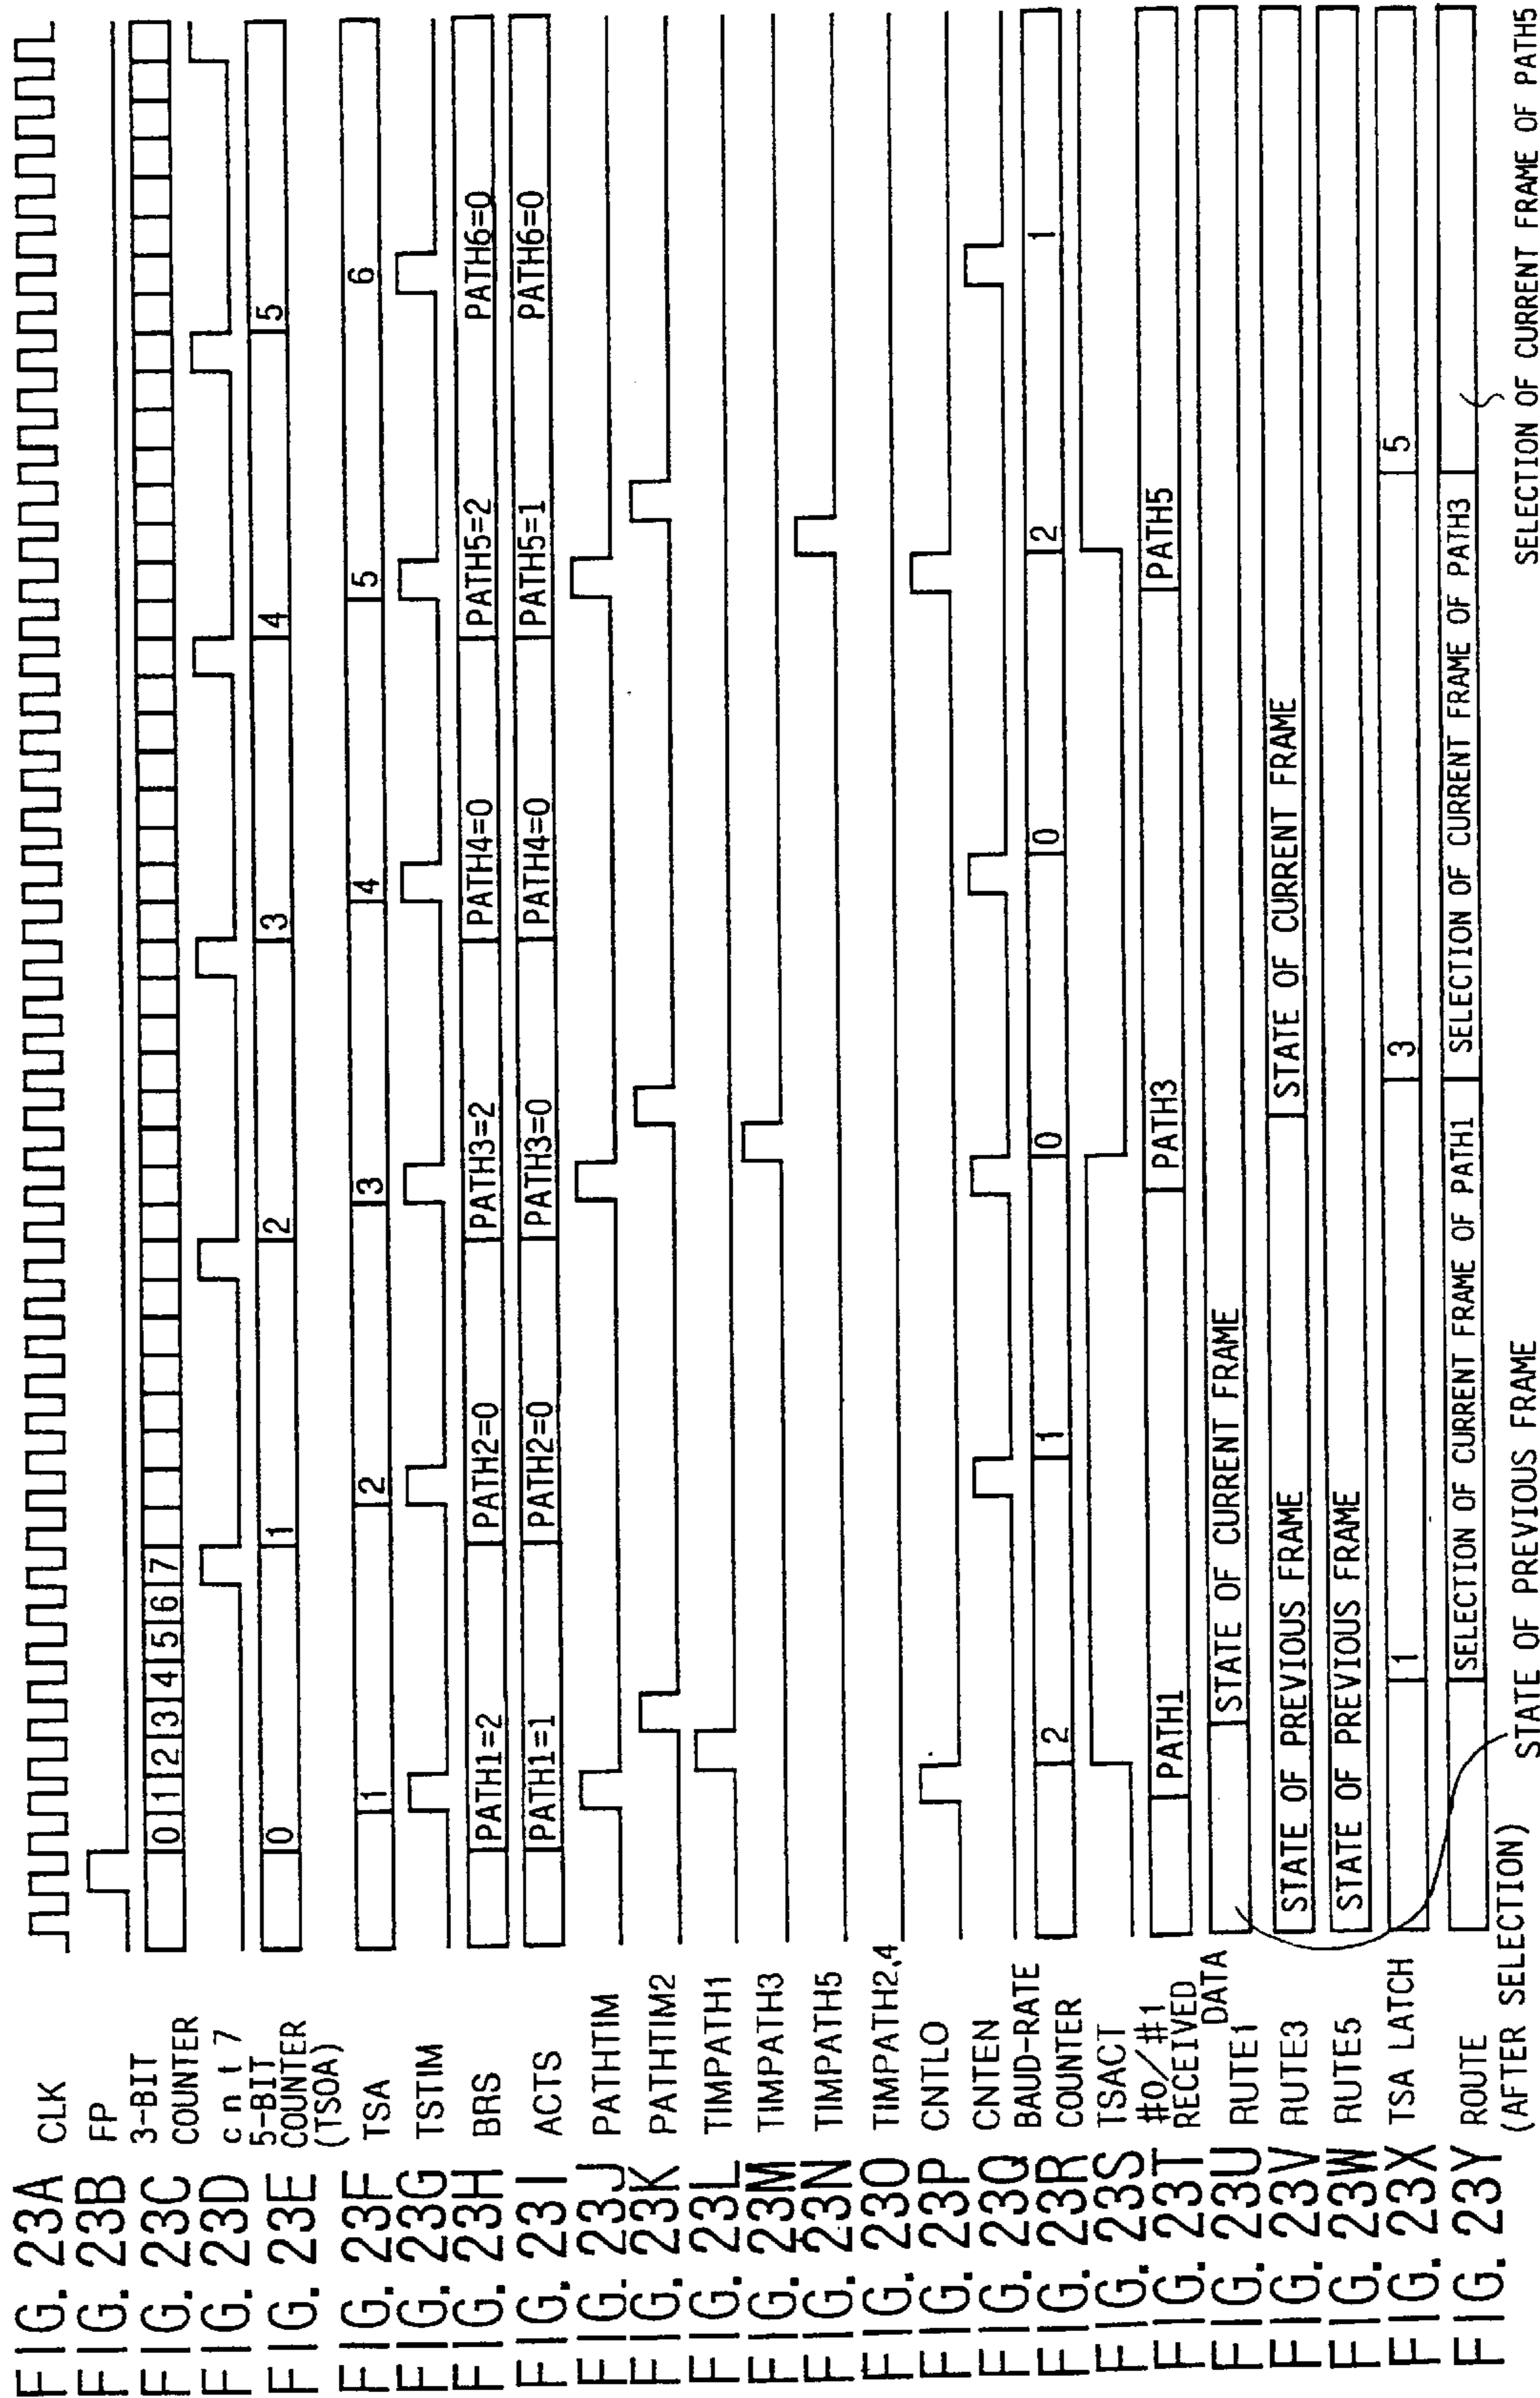 FIG. 23A CLK
FIG. 23B FP
FIG. 23C 3-BIT COUNTER 0 1 2 3 4 5 6 7
FIG. 23D c n t 7
FIG. 23E 5-BIT COUNTER (TSOA) 0 1 2 3 4 5
FIG. 23F TSA 1 2 3 4 5 6
FIG. 23G TSTIM
FIG. 23H BRS PATH1=2 PATH2=0 PATH3=2 PATH4=0 PATH5=2 PATH6=0
FIG. 23I ACTS PATH1=1 PATH2=0 PATH3=0 PATH4=0 PATH5=1 PATH6=0
FIG. 23J PATHTIM
FIG. 23K PATHTIM2
FIG. 23L TIMPATH1
FIG. 23M TIMPATH3
FIG. 23N TIMPATH5
FIG. 23O TIMPATH2,4
FIG. 23P CNTLO
FIG. 23Q CNTEN
FIG. 23R BAUD-RATE COUNTER 2 1 0 0 2 1
FIG. 23S TSACT
FIG. 23T #0/#1 RECEIVED DATA PATH1 PATH3 PATH5
FIG. 23U RUTE1 STATE OF CURRENT FRAME
FIG. 23V RUTE3 STATE OF PREVIOUS FRAME STATE OF CURRENT FRAME
FIG. 23W RUTE5 STATE OF PREVIOUS FRAME
FIG. 23X TSA LATCH 1 3 5
FIG. 23Y ROUTE (AFTER SELECTION) SELECTION OF CURRENT FRAME OF PATH1 SELECTION OF CURRENT FRAME OF PATH3
STATE OF PREVIOUS FRAME
SELECTION OF CURRENT FRAME OF PATH5